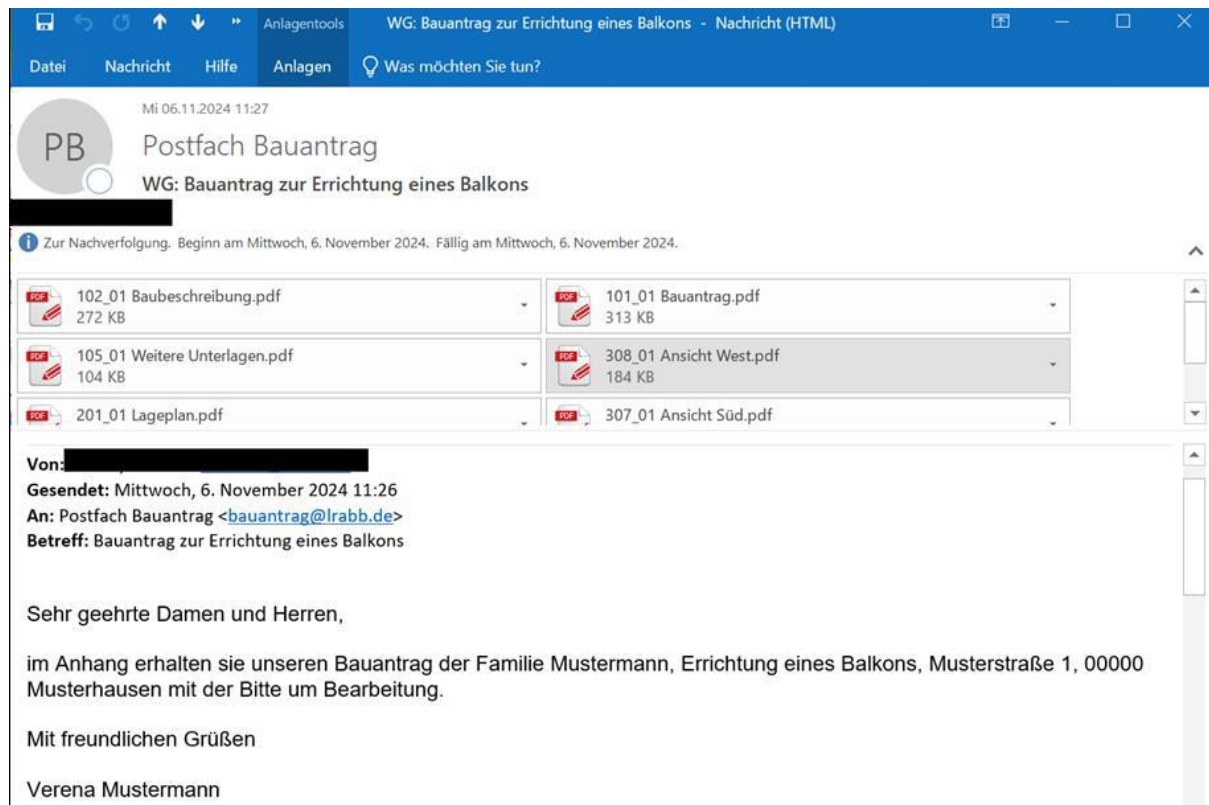 Anlagentools
WG: Bauantrag zur Errichtung eines Balkons - Nachricht (HTML)
Datei Nachricht Hilfe Anlagen Was möchten Sie tun?
Mi 06.11.2024 11:27
PB
Postfach Bauantrag
WG: Bauantrag zur Errichtung eines Balkons
Zur Nachverfolgung. Beginn am Mittwoch, 6. November 2024. Fällig am Mittwoch, 6. November 2024.
PDF 102_01 Baubeschreibung.pdf
272 KB
PDF 101_01 Bauantrag.pdf
313 KB
PDF 105_01 Weitere Unterlagen.pdf
104 KB
PDF 308_01 Ansicht West.pdf
184 KB
PDF 201_01 Lageplan.pdf
PDF 307_01 Ansicht Süd.pdf
Von:
Gesendet: Mittwoch, 6. November 2024 11:26
An: Postfach Bauantrag <bauantrag@lrabb.de>
Betreff: Bauantrag zur Errichtung eines Balkons
Sehr geehrte Damen und Herren,
im Anhang erhalten sie unseren Bauantrag der Familie Mustermann, Errichtung eines Balkons, Musterstraße 1, 00000
Musterhausen mit der Bitte um Bearbeitung.
Mit freundlichen Grüßen
Verena Mustermann